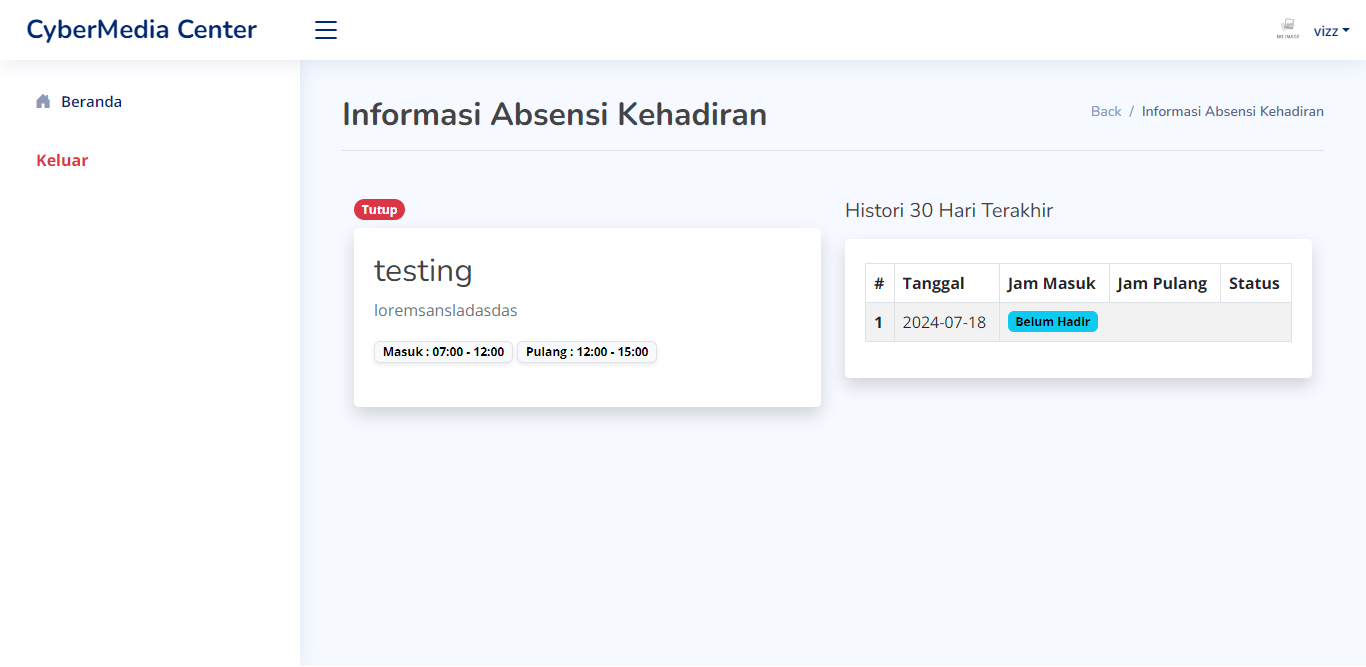 CyberMedia Center
NO IMAGE
vizz
Beranda
Keluar
Informasi Absensi Kehadiran
Back / Informasi Absensi Kehadiran
Tutup
testing
loremsansladasdas
Masuk : 07:00 - 12:00 Pulang : 12:00 - 15:00
Histori 30 Hari Terakhir
# Tanggal Jam Masuk Jam Pulang Status
1 2024-07-18 Belum Hadir